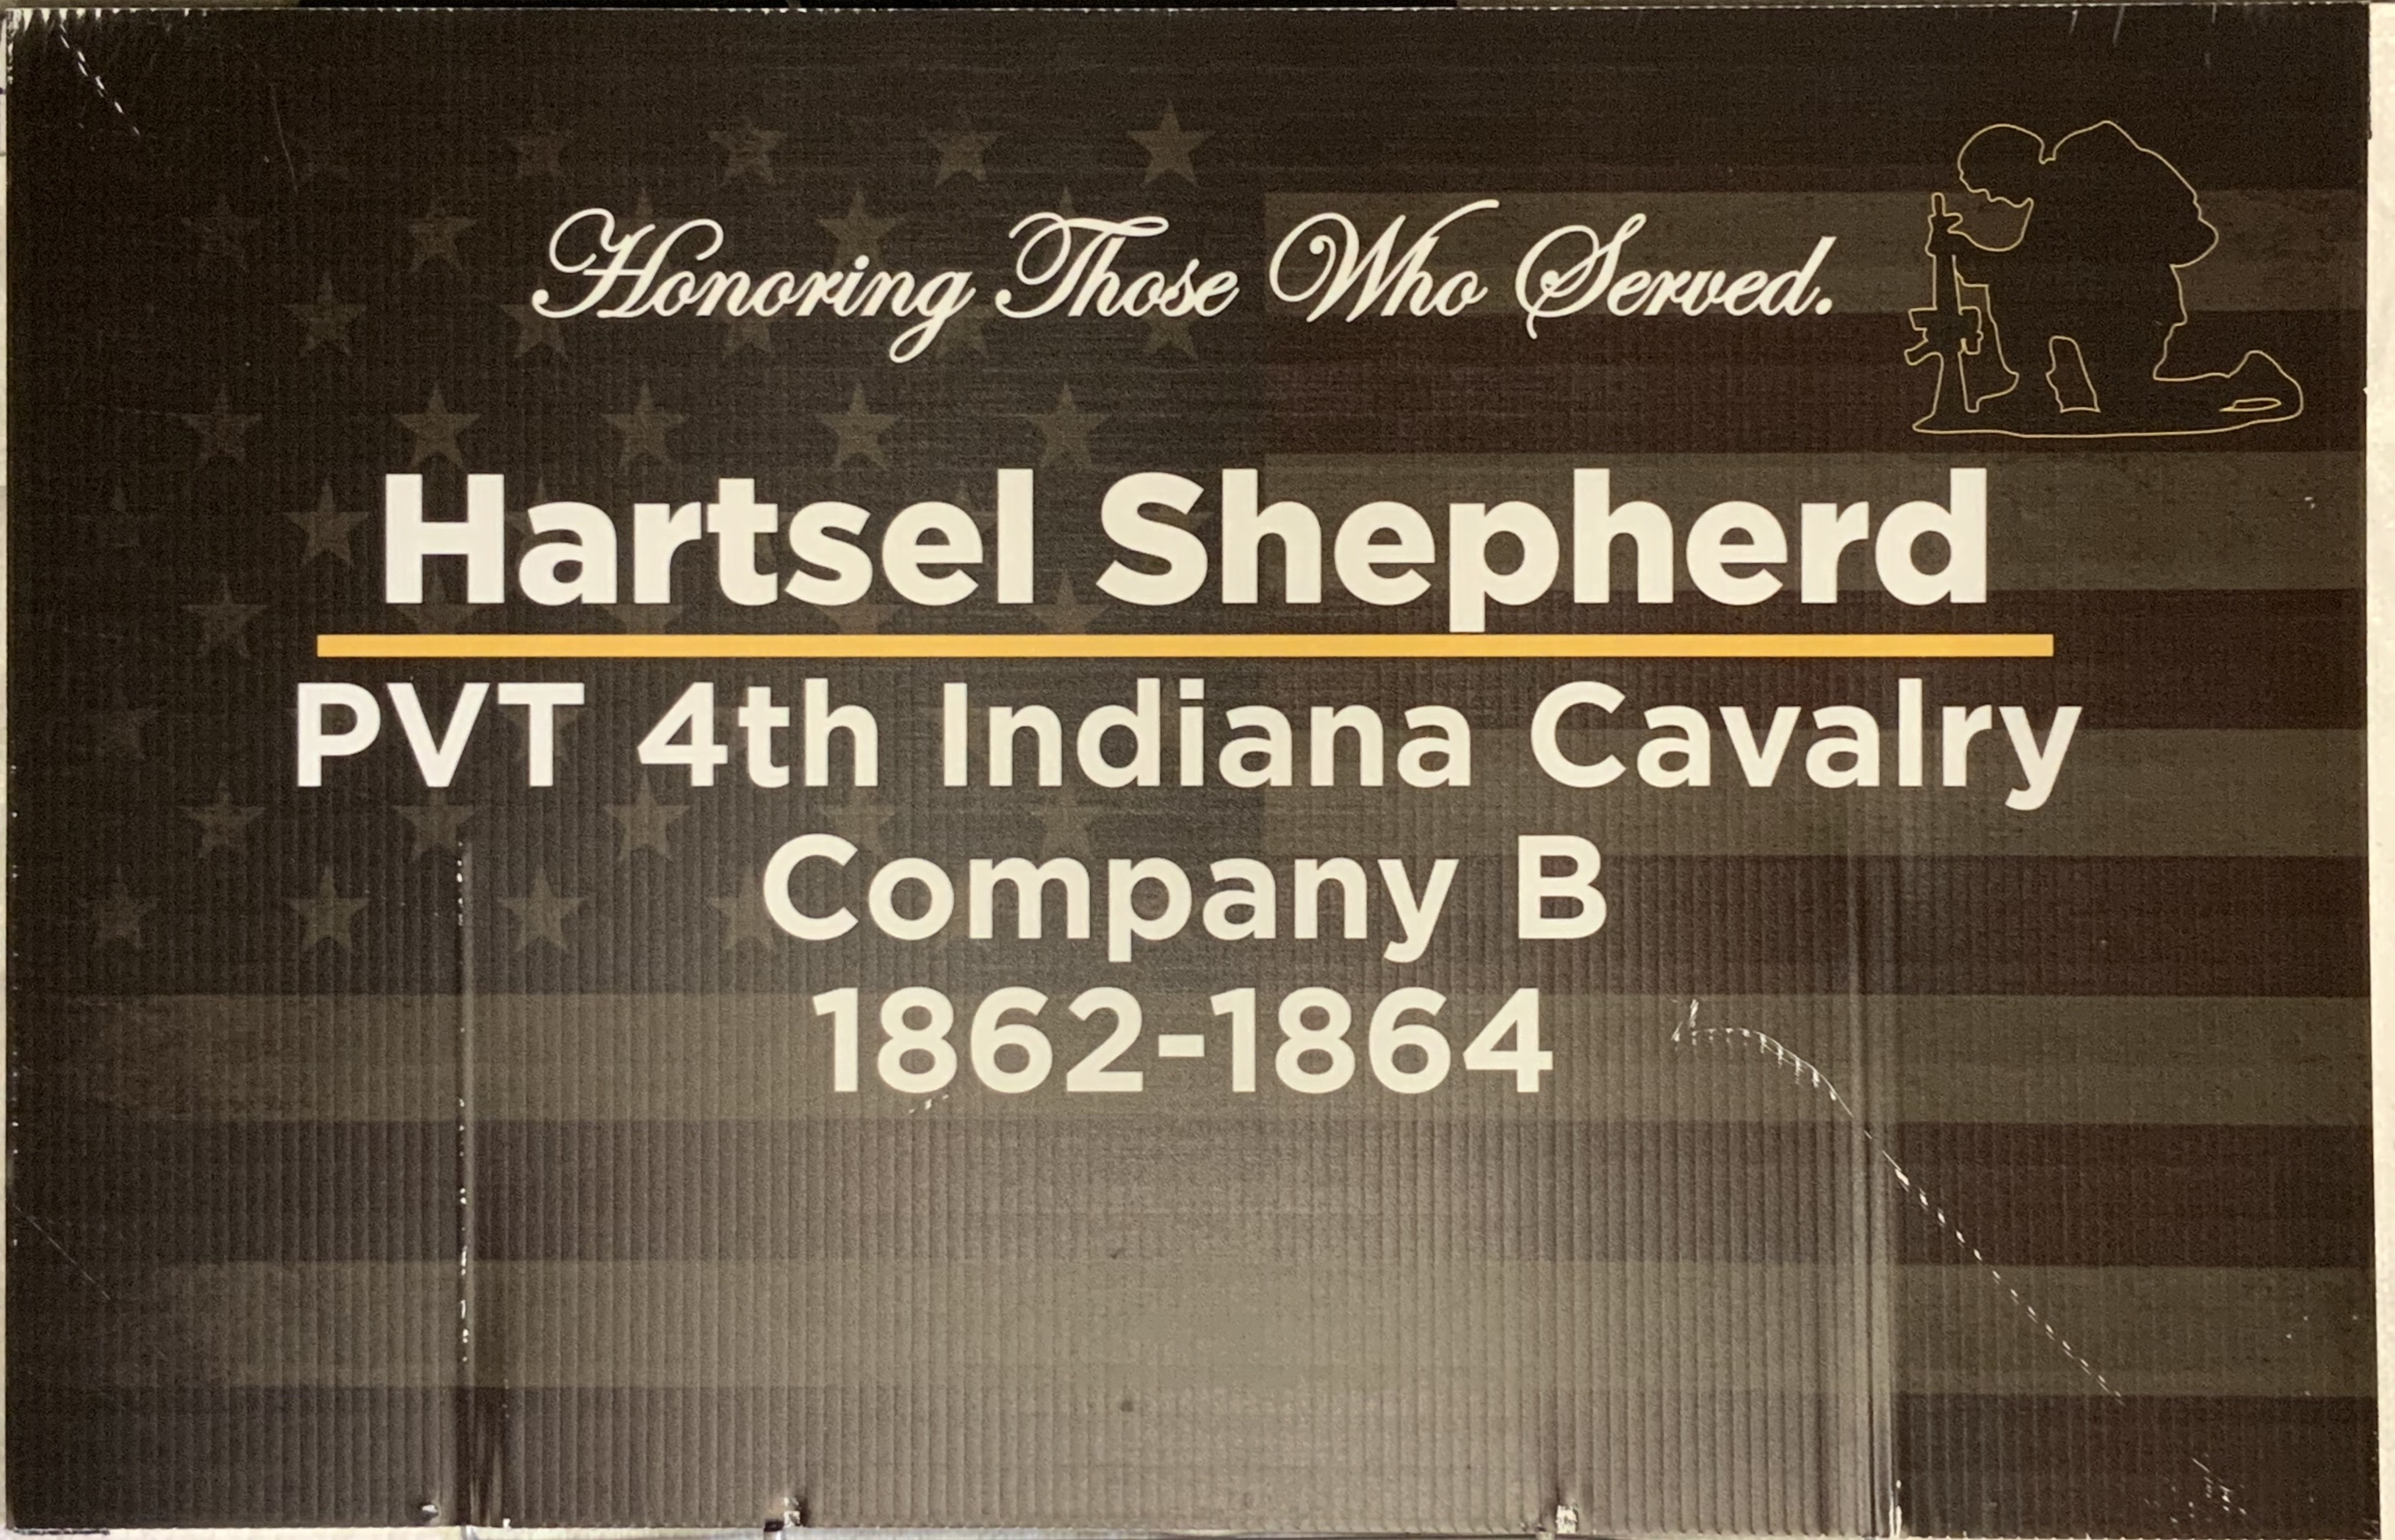 Honoring Those Who Served.
Hartsel Shepherd
PVT 4th Indiana Cavalry
Company B
1862-1864